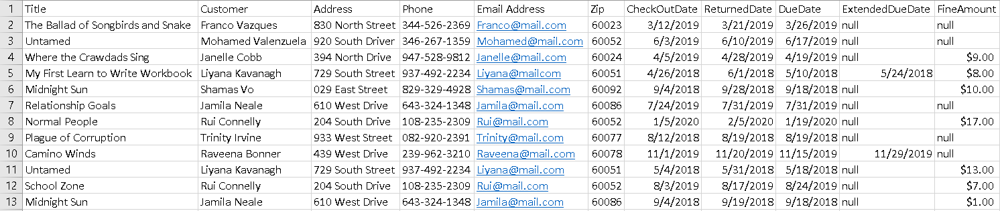 1 Title Customer Address Phone Email Address Zip CheckOutDate ReturnedDate DueDate ExtendedDueDate FineAmount
2 The Ballad of Songbirds and Snake Franco Vazques 830 North Street 344-526-2369 Franco@mail.com 60023 3/12/2019 3/21/2019 3/26/2019 null null
3 Untamed Mohamed Valenzuela 920 South Driver 346-267-1359 Mohamed@mail.com 60052 6/3/2019 6/10/2019 6/17/2019 null null
4 Where the Crawdads Sing Janelle Cobb 394 North Drive 947-528-9812 Janelle@mail.com 60024 4/5/2019 4/28/2019 4/19/2019 null $9.00
5 My First Learn to Write Workbook Liyana Kavanagh 729 South Street 937-492-2234 Liyana@mailcom 60051 4/26/2018 6/1/2018 5/10/2018 5/24/2018 $8.00
6 Midnight Sun Shamas Vo 029 East Street 829-329-4928 Shamas@mail.com 60092 9/4/2018 9/28/2018 9/18/2018 null $10.00
7 Relationship Goals Jamila Neale 610 West Drive 643-324-1348 Jamila@mail.com 60086 7/24/2019 7/31/2019 7/31/2019 null null
8 Normal People Rui Connelly 204 South Drive 108-235-2309 Rui@mail.com 60052 1/5/2020 2/5/2020 1/19/2020 null $17.00
9 Plague of Corruption Trinity Irvine 933 West Street 082-920-2391 Trinity@mail.com 60077 8/12/2018 8/19/2018 8/19/2018 null null
10 Camino Winds Raveena Bonner 439 West Drive 239-962-3210 Raveena@mail.com 60078 11/1/2019 11/20/2019 11/15/2019 11/29/2019 null
11 Untamed Liyana Kavanagh 729 South Street 937-492-2234 Liyana@mail.com 60051 5/4/2018 5/31/2018 5/18/2018 null $13.00
12 School Zone Rui Connelly 204 South Drive 108-235-2309 Rui@mail.com 60052 8/3/2019 8/17/2019 8/24/2019 null $7.00
13 Midnight Sun Jamila Neale 610 West Drive 643-324-1348 Jamila@mail.com 60086 9/4/2018 9/19/2018 9/18/2018 null $1.00